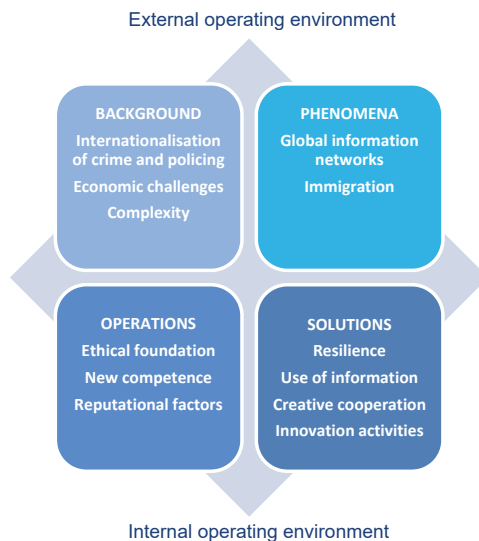 External operating environment
BACKGROUND
Internationalisation
of crime and policing
Economic challenges
Complexity
PHENOMENA
Global information
networks
Immigration
OPERATIONS
Ethical foundation
New competence
Reputational factors
SOLUTIONS
Resilience
Use of information
Creative cooperation
Innovation activities
Internal operating environment